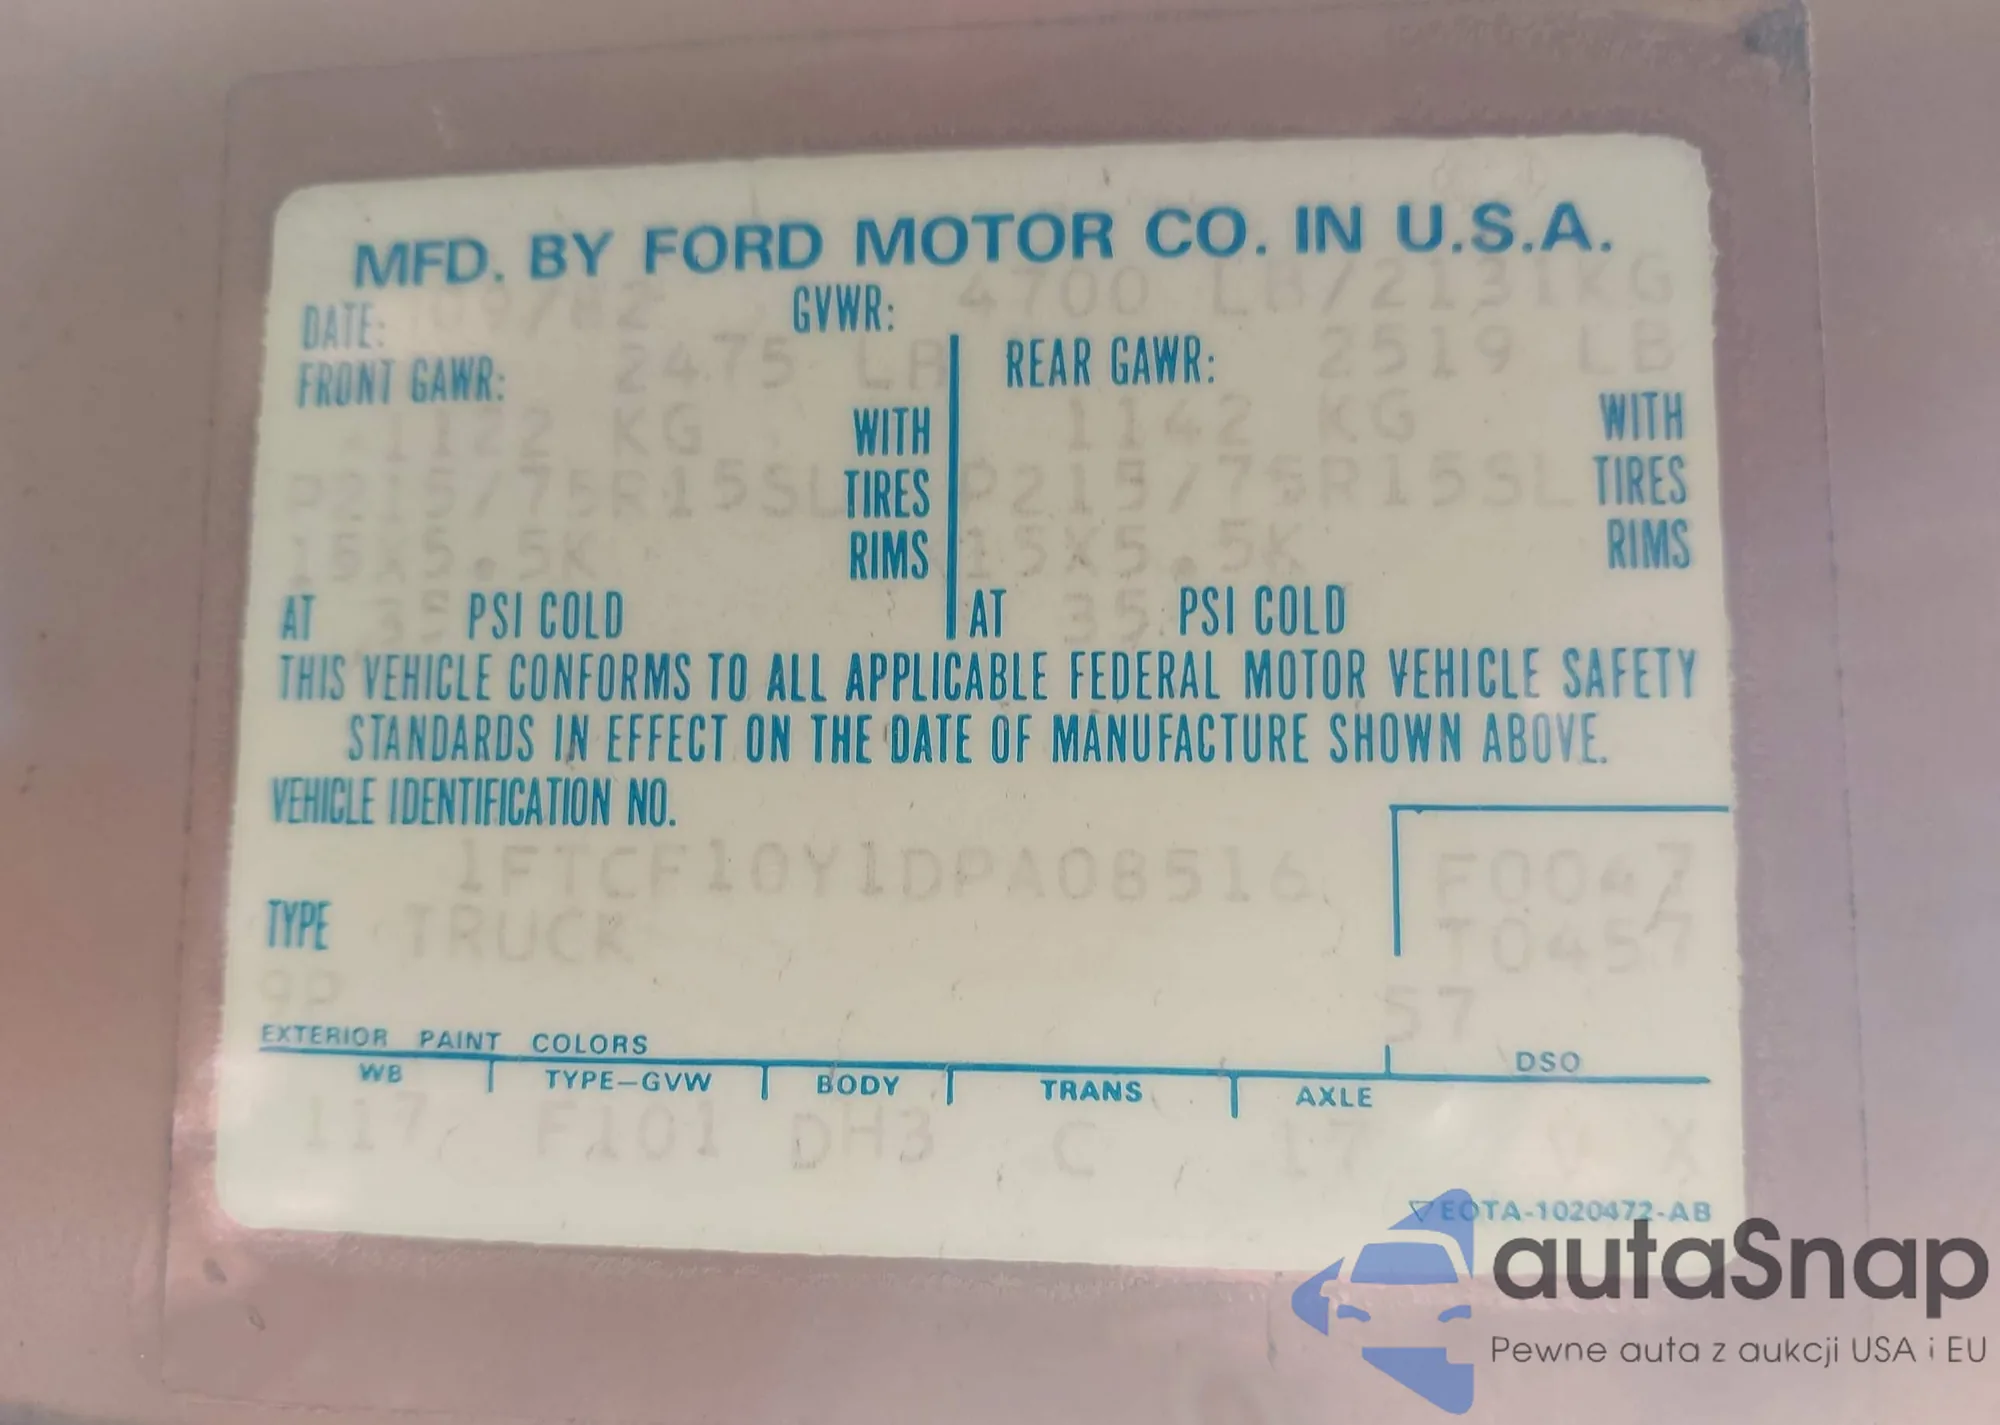 MFD. BY FORD MOTOR CO. IN U.S.A.
DATE: 09/82 GVWR: 4700 LB/2131KG
FRONT GAWR: 2475 LB REAR GAWR: 2519 LB
1122 KG WITH 1142 KG WITH
P215/75R15SL TIRES P215/75R15SL TIRES
15X5.5K RIMS 15X5.5K RIMS
AT 35 PSI COLD AT 35 PSI COLD
THIS VEHICLE CONFORMS TO ALL APPLICABLE FEDERAL MOTOR VEHICLE SAFETY
STANDARDS IN EFFECT ON THE DATE OF MANUFACTURE SHOWN ABOVE.
VEHICLE IDENTIFICATION NO.
1FTCF10Y1DPA08516 F0047
TYPE TRUCK T0457
9P 57
EXTERIOR PAINT COLORS DSO
WB TYPE-GVW BODY TRANS AXLE
117 F101 DH3 C 17 X
EOTA-1020472-AB
autaSnap
Pewne auta z aukcji USA i EU